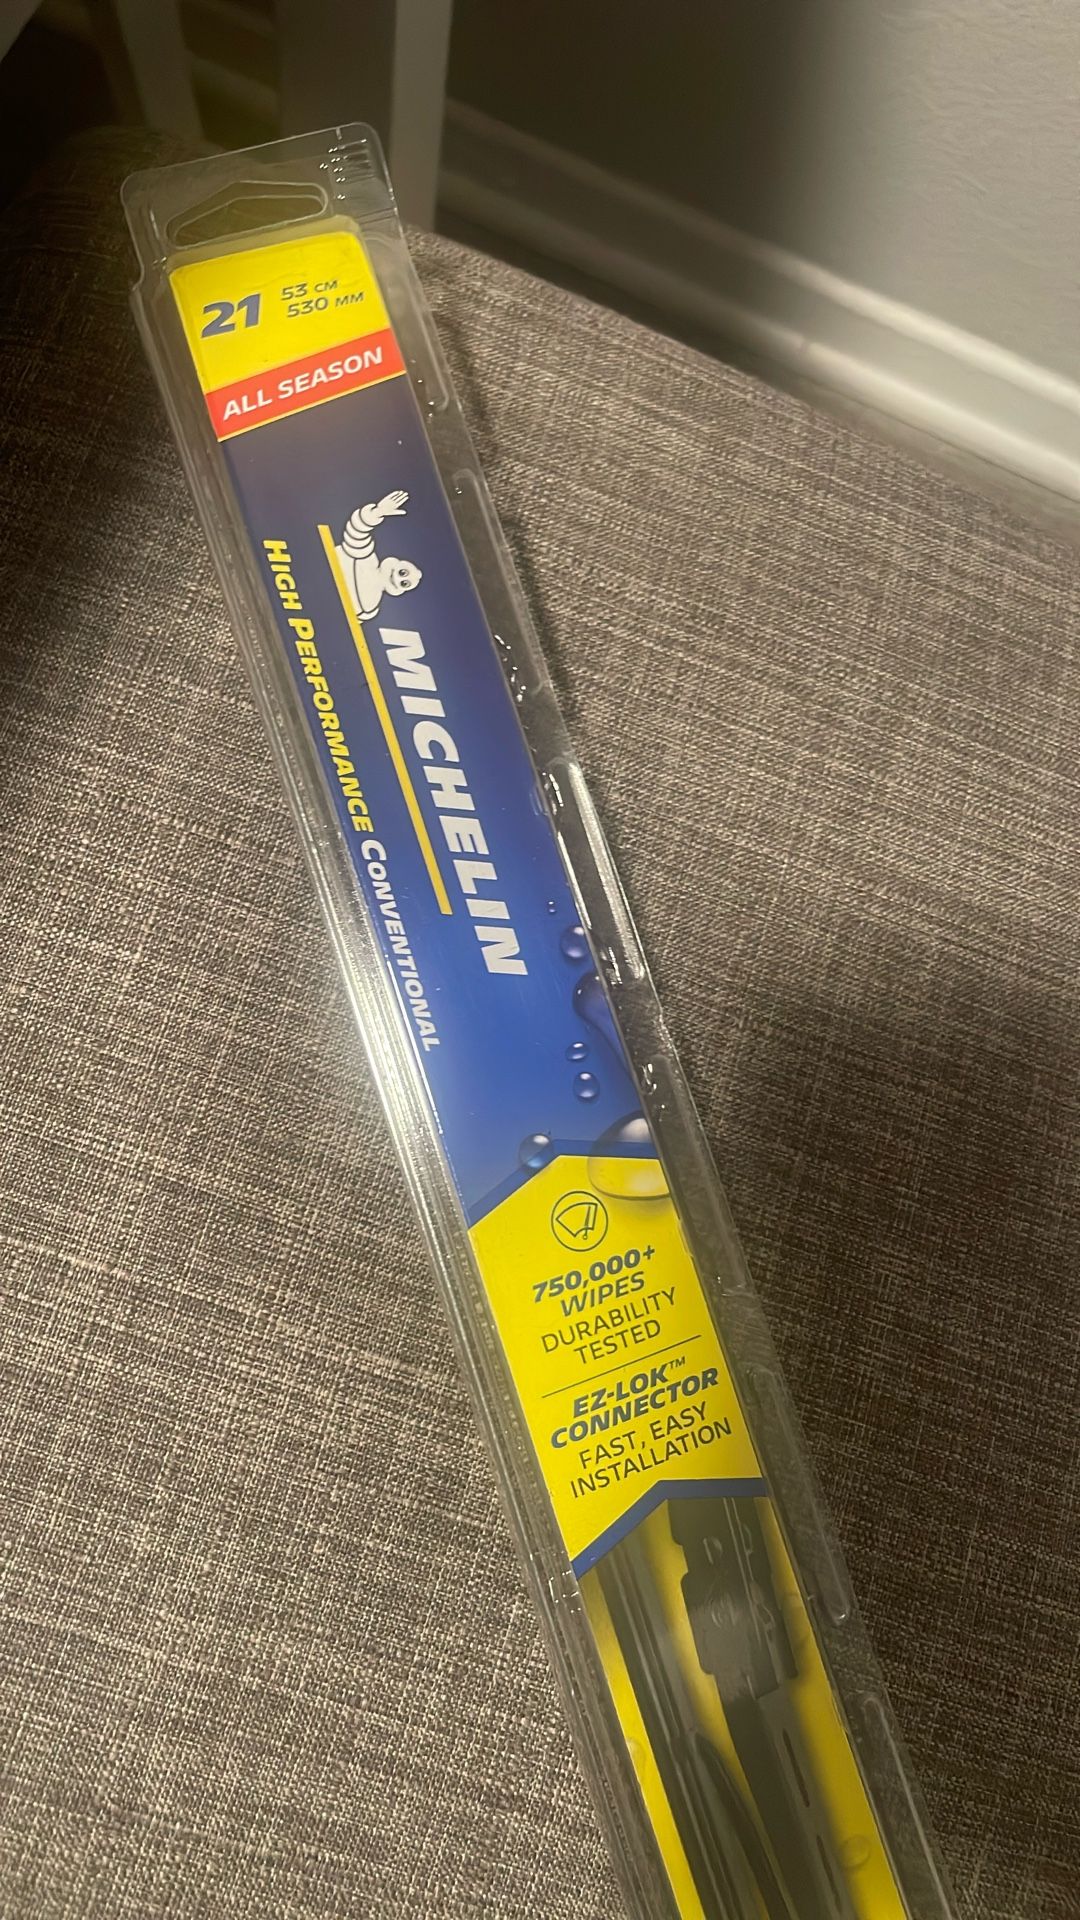 21 53 CM
530 MM
ALL SEASON
MICHELIN
HIGH PERFORMANCE CONVENTIONAL
750,000+
WIPES
DURABILITY
TESTED
EZ-LOK™
CONNECTOR
FAST, EASY
INSTALLATION